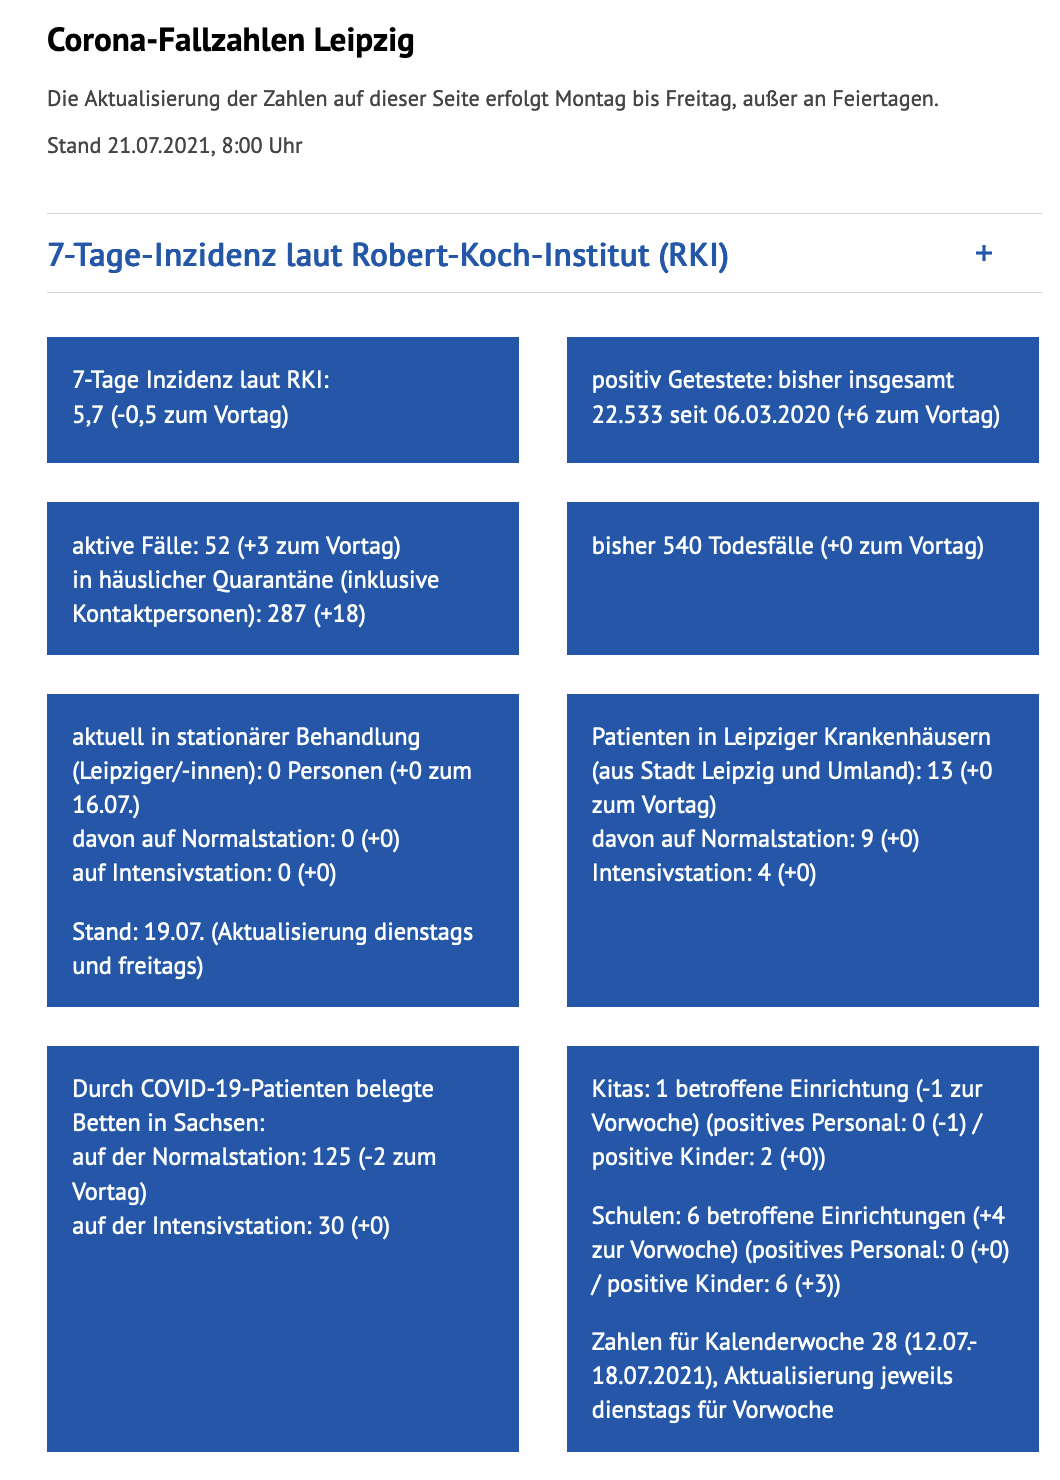 Corona-Fallzahlen Leipzig
Die Aktualisierung der Zahlen auf dieser Seite erfolgt Montag bis Freitag, außer an Feiertagen.
Stand 21.07.2021, 8:00 Uhr
7-Tage-Inzidenz laut Robert-Koch-Institut (RKI) +
7-Tage Inzidenz laut RKI:
5,7 (-0,5 zum Vortag)
positiv Getestete: bisher insgesamt
22.533 seit 06.03.2020 (+6 zum Vortag)
aktive Fälle: 52 (+3 zum Vortag)
in häuslicher Quarantäne (inklusive
Kontaktpersonen): 287 (+18)
bisher 540 Todesfälle (+0 zum Vortag)
aktuell in stationärer Behandlung
(Leipziger/-innen): 0 Personen (+0 zum
16.07.)
davon auf Normalstation: 0 (+0)
auf Intensivstation: 0 (+0)
Stand: 19.07. (Aktualisierung dienstags
und freitags)
Patienten in Leipziger Krankenhäusern
(aus Stadt Leipzig und Umland): 13 (+0
zum Vortag)
davon auf Normalstation: 9 (+0)
Intensivstation: 4 (+0)
Durch COVID-19-Patienten belegte
Betten in Sachsen:
auf der Normalstation: 125 (-2 zum
Vortag)
auf der Intensivstation: 30 (+0)
Kitas: 1 betroffene Einrichtung (-1 zur
Vorwoche) (positives Personal: 0 (-1) /
positive Kinder: 2 (+0))
Schulen: 6 betroffene Einrichtungen (+4
zur Vorwoche) (positives Personal: 0 (+0)
/ positive Kinder: 6 (+3))
Zahlen für Kalenderwoche 28 (12.07.-
18.07.2021), Aktualisierung jeweils
dienstags für Vorwoche